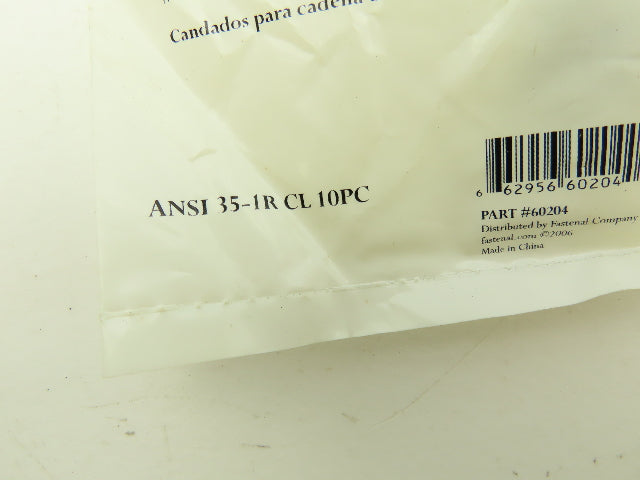 Candados para cadena
ANSI 35-1R CL 10PC
6 62956 60204
PART #60204
Distributed by Fastenal Company
fastenal.com ©2006
Made in China